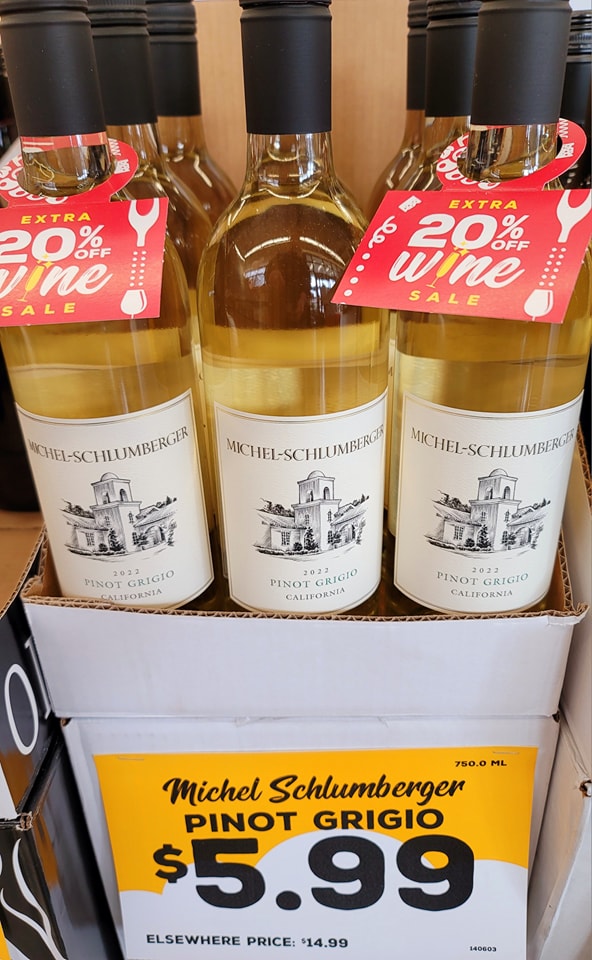 EXTRA
20% OFF
wine
SALE
EXTRA
20% OFF
wine
SALE
MICHEL-SCHLUMBERGER
2022
PINOT GRIGIO
CALIFORNIA
MICHEL-SCHLUMBERGER
2022
PINOT GRIGIO
CALIFORNIA
MICHEL-SCHLUMBERGER
2022
PINOT GRIGIO
CALIFORNIA
750.0 ML
Michel Schlumberger
PINOT GRIGIO
$5.99
ELSEWHERE PRICE: $14.99
140603